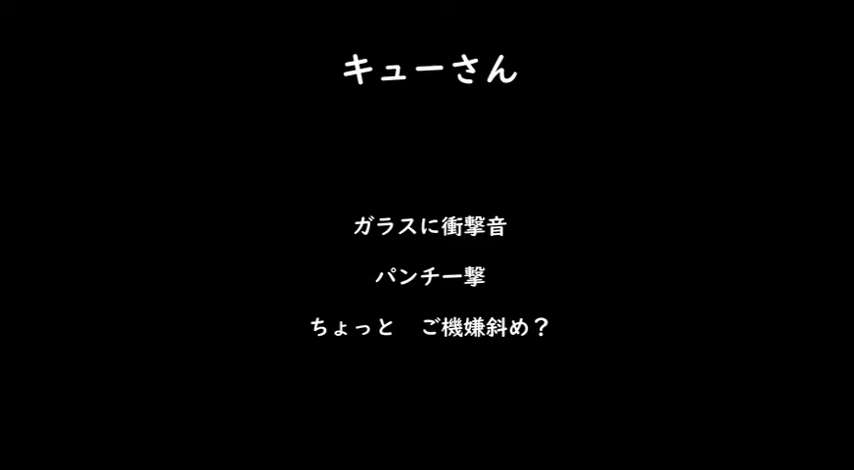 キューさん
ガラスに衝撃音
パンチ一撃
ちょっと　ご機嫌斜め？